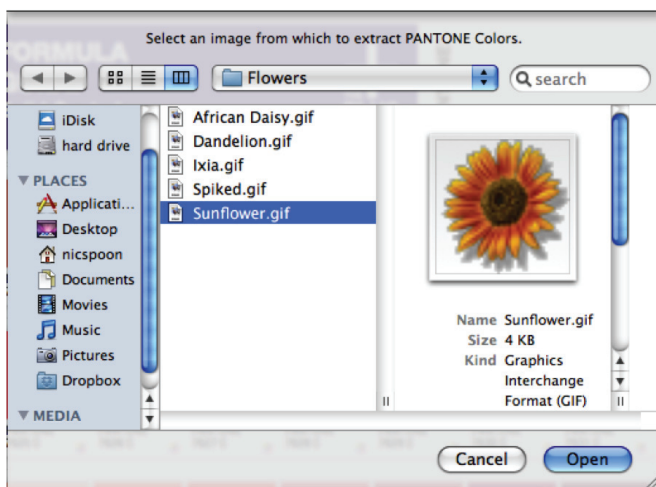 Select an image from which to extract PANTONE Colors.
Flowers
search
iDisk
hard drive
PLACES
Applicati...
Desktop
nicspoon
Documents
Movies
Music
Pictures
Dropbox
MEDIA
African Daisy.gif
Dandelion.gif
Ixia.gif
Spiked.gif
Sunflower.gif
Name Sunflower.gif
Size 4 KB
Kind Graphics
Interchange
Format (GIF)
Cancel
Open